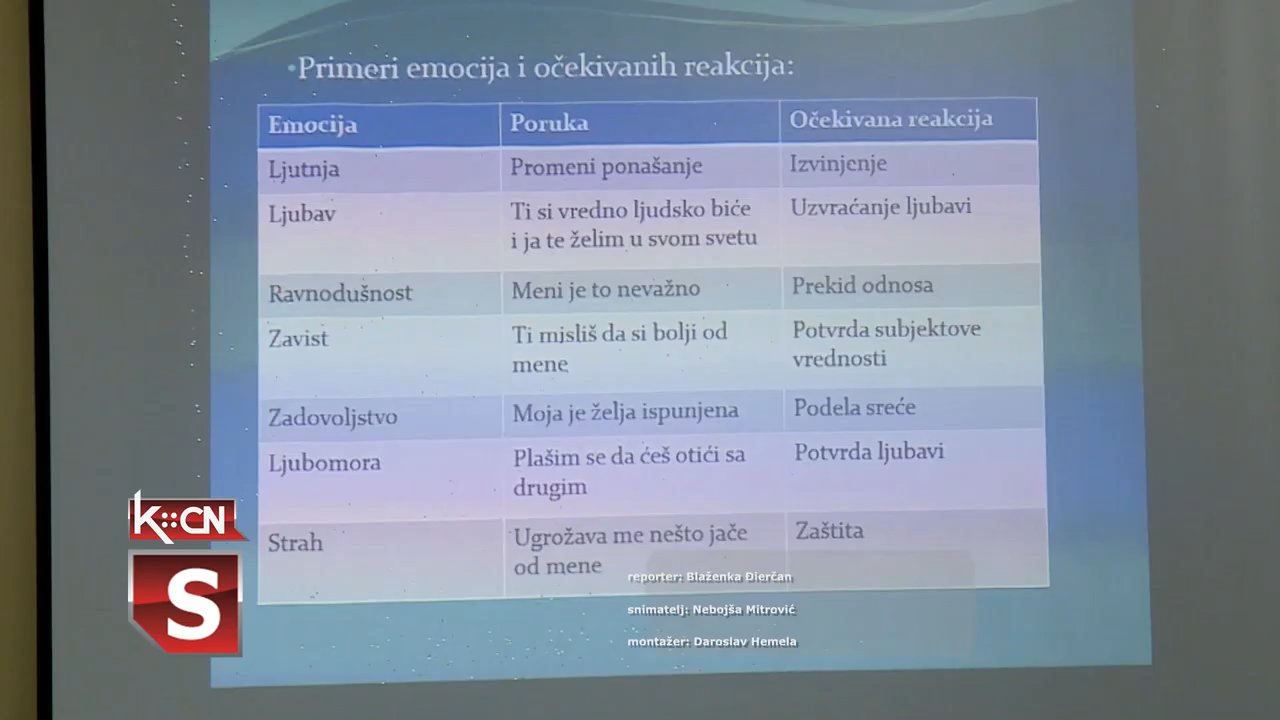 •Primeri emocija i očekivanih reakcija:
Emocija Poruka Očekivana reakcija
Ljutnja Promeni ponašanje Izvinjenje
Ljubav Ti si vredno ljudsko biće Uzvraćanje ljubavi
i ja te želim u svom svetu
Ravnodušnost Meni je to nevažno Prekid odnosa
Zavist Ti misliš da si bolji od Potvrda subjektove
mene vrednosti
Zadovoljstvo Moja je želja ispunjena Podela sreće
Ljubomora Plašim se da ćeš otići sa Potvrda ljubavi
drugim
Strah Ugrožava me nešto jače Zaštita
od mene
K::CN
S
reporter: Blaženka Đierčan
snimatelj: Nebojša Mitrović
montažer: Daroslav Hemela